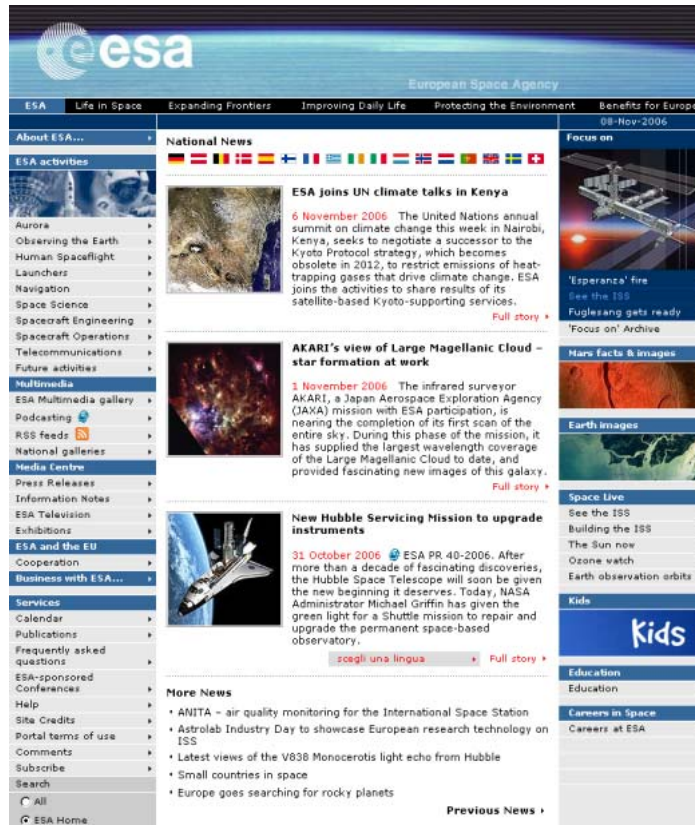 esa
European Space Agency
ESA Life in Space Expanding Frontiers Improving Daily Life Protecting the Environment Benefits for Europe
08-Nov-2006
About ESA...
ESA activities
Aurora
Observing the Earth
Human Spaceflight
Launchers
Navigation
Space Science
Spacecraft Engineering
Spacecraft Operations
Telecommunications
Future activities
Multimedia
ESA Multimedia gallery
Podcasting
RSS feeds
National galleries
Media Centre
Press Releases
Information Notes
ESA Television
Exhibitions
ESA and the EU
Cooperation
Business with ESA...
Services
Calendar
Publications
Frequently asked
questions
ESA-sponsored
Conferences
Help
Site Credits
Portal terms of use
Comments
Subscribe
Search
All
ESA Home
National News
ESA joins UN climate talks in Kenya
6 November 2006 The United Nations annual
summit on climate change this week in Nairobi,
Kenya, seeks to negotiate a successor to the
Kyoto Protocol strategy, which becomes
obsolete in 2012, to restrict emissions of heat-
trapping gases that drive climate change. ESA
joins the activities to share results of its
satellite-based Kyoto-supporting services.
Full story
AKARI's view of Large Magellanic Cloud –
star formation at work
1 November 2006 The infrared surveyor
AKARI, a Japan Aerospace Exploration Agency
(JAXA) mission with ESA participation, is
nearing the completion of its first scan of the
entire sky. During this phase of the mission, it
has supplied the largest wavelength coverage
of the Large Magellanic Cloud to date, and
provided fascinating new images of this galaxy.
Full story
New Hubble Servicing Mission to upgrade
instruments
31 October 2006 ESA PR 40-2006. After
more than a decade of fascinating discoveries,
the Hubble Space Telescope will soon be given
the new beginning it deserves. Today, NASA
Administrator Michael Griffin has given the
green light for a Shuttle mission to repair and
upgrade the permanent space-based
observatory.
scegli una lingua Full story
More News
• ANITA – air quality monitoring for the International Space Station
• Astrolab Industry Day to showcase European research technology on
ISS
• Latest views of the V838 Monocerotis light echo from Hubble
• Small countries in space
• Europe goes searching for rocky planets
Previous News
Focus on
'Esperanza' fire
See the ISS
Fuglesang gets ready
'Focus on' Archive
Mars facts & images
Earth images
Space Live
See the ISS
Building the ISS
The Sun now
Ozone watch
Earth observation orbits
Kids
Kids
Education
Education
Careers in Space
Careers at ESA